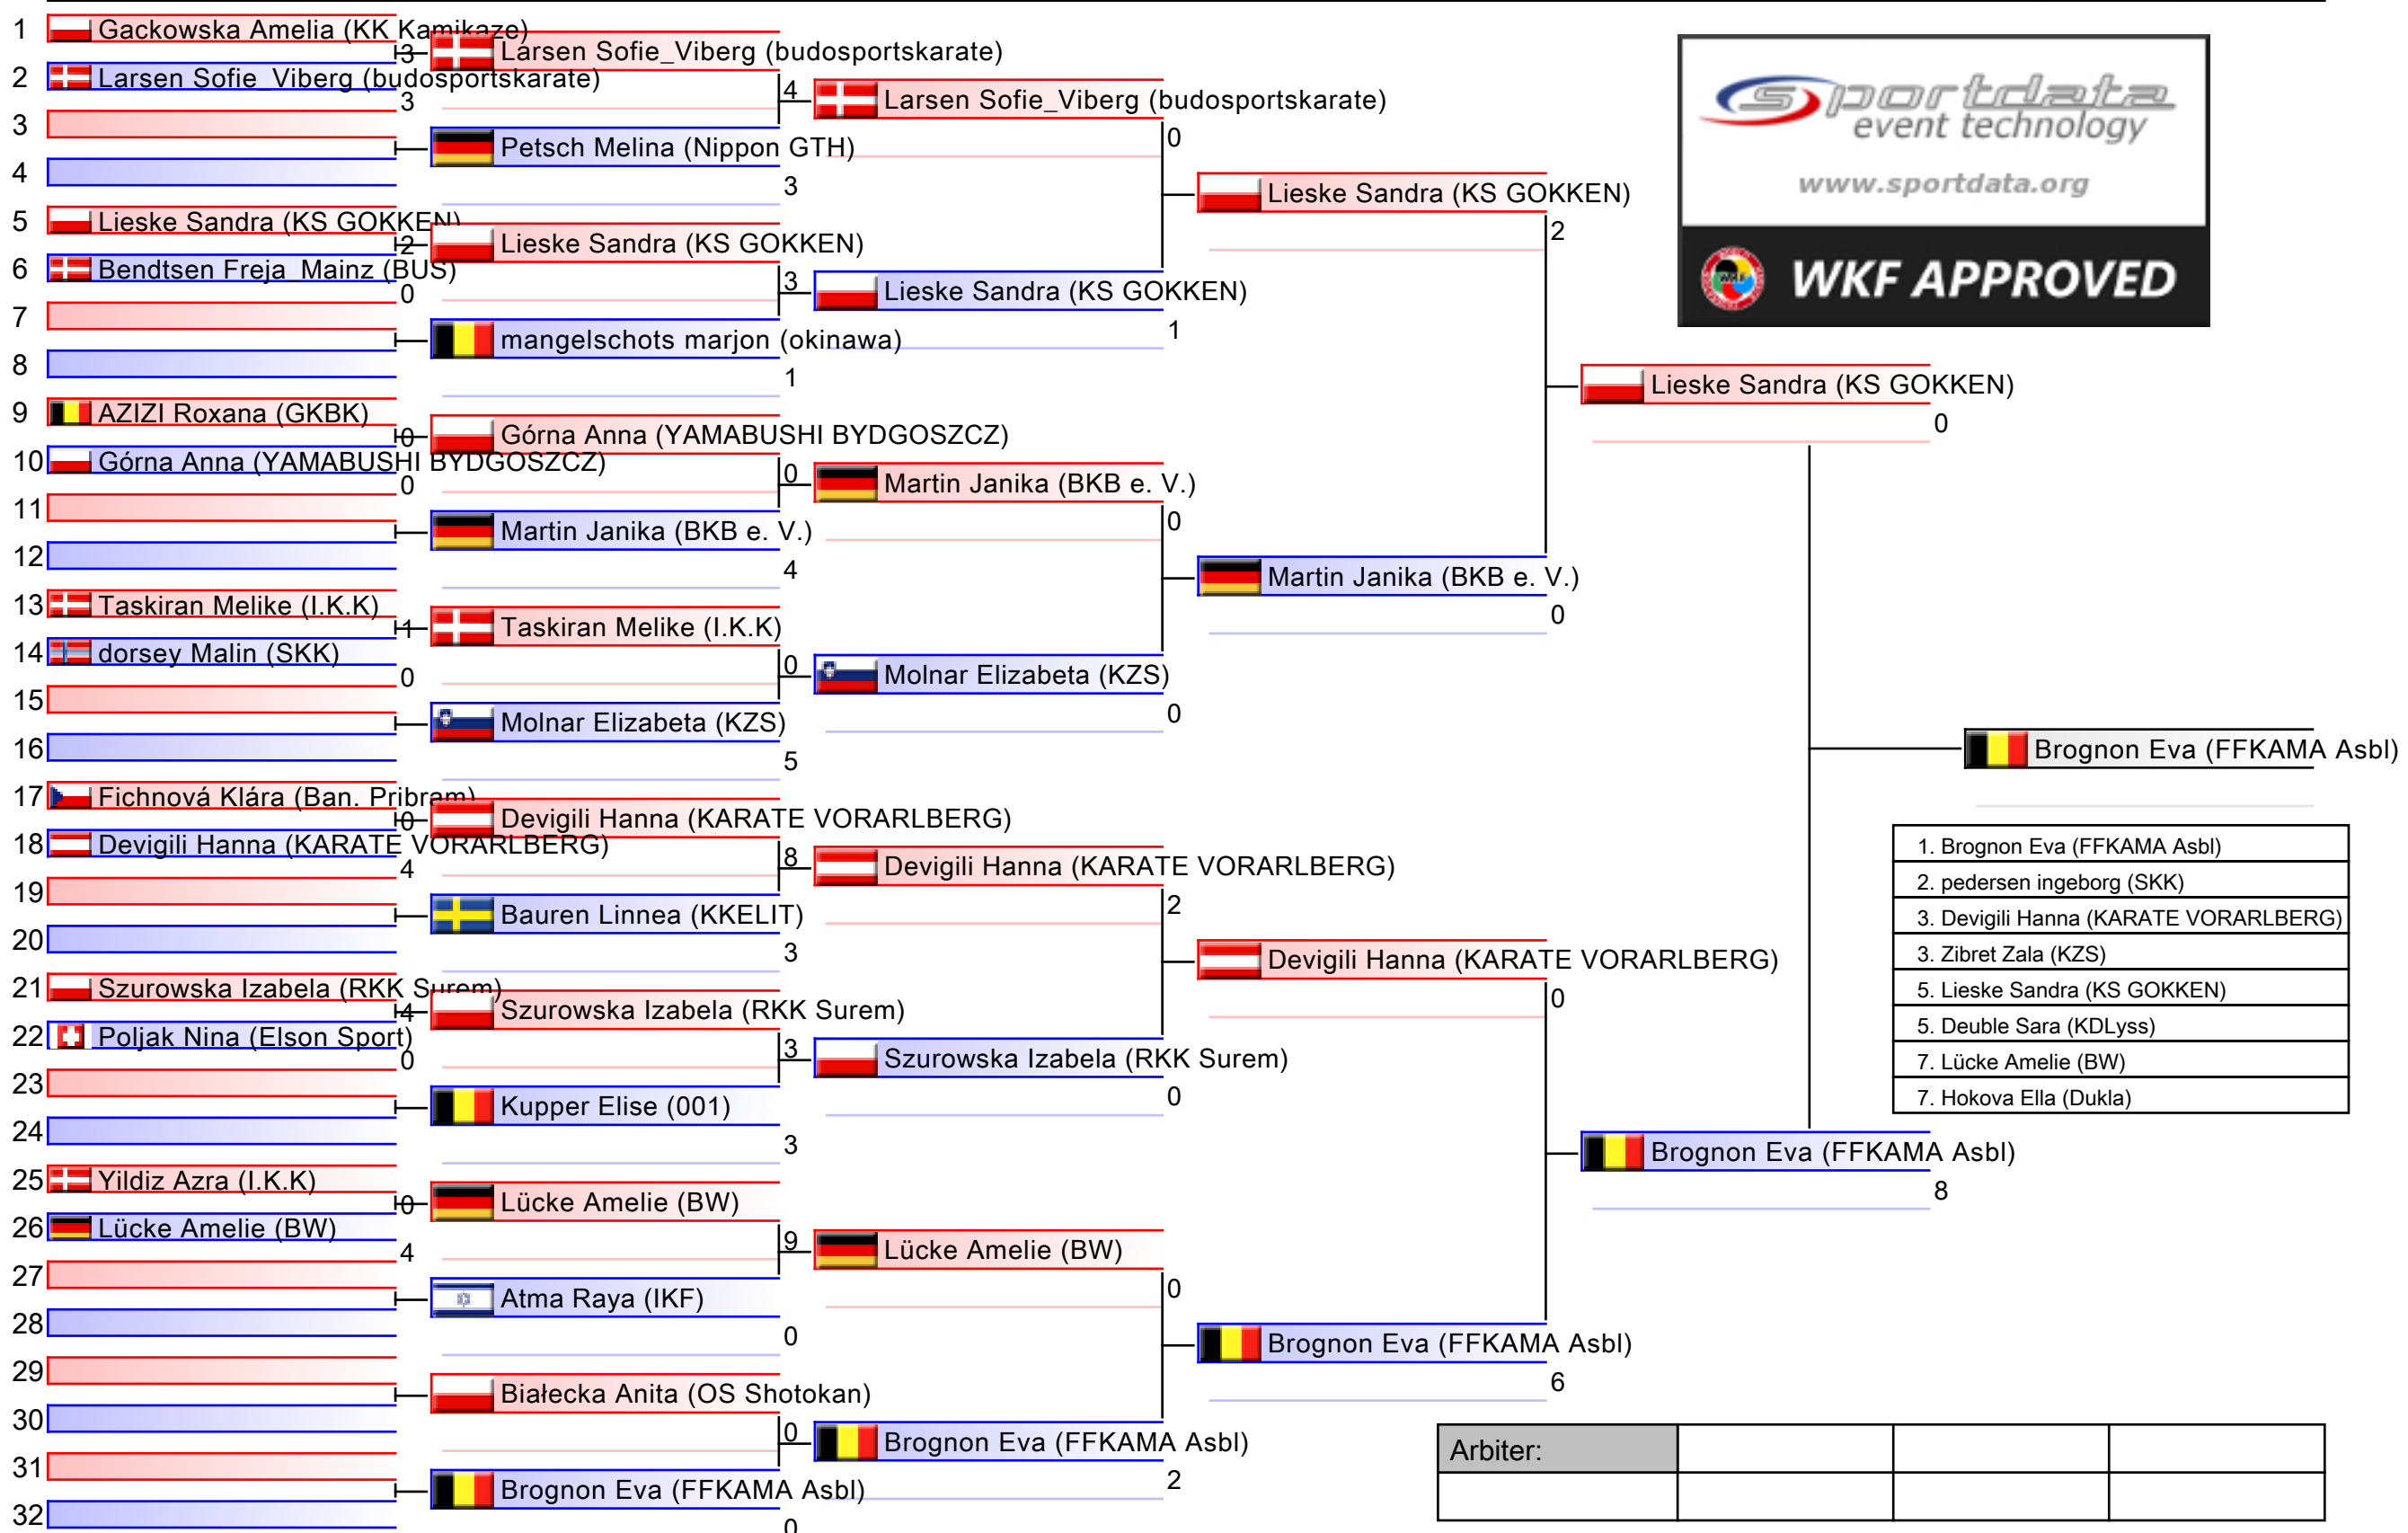 1 Gackowska Amelia (KK Kamikaze)
3
2 Larsen Sofie_Viberg (budosportskarate)
3
3
4
5 Lieske Sandra (KS GOKKEN)
2
6 Bendtsen Freja_Mainz (BUS)
0
7
8
9 AZIZI Roxana (GKBK)
0
10 Górna Anna (YAMABUSHI BYDGOSZCZ)
0
11
12
13 Taskiran Melike (I.K.K)
1
14 dorsey Malin (SKK)
0
15
16
17 Fichnová Klára (Ban. Pribram)
0
18 Devigili Hanna (KARATE VORARLBERG)
4
19
20
21 Szurowska Izabela (RKK Surem)
4
22 Poljak Nina (Elson Sport)
0
23
24
25 Yildiz Azra (I.K.K)
0
26 Lücke Amelie (BW)
4
27
28
29
30
31
32
Larsen Sofie_Viberg (budosportskarate)
4
Petsch Melina (Nippon GTH)
3
Lieske Sandra (KS GOKKEN)
3
mangelschots marjon (okinawa)
1
Górna Anna (YAMABUSHI BYDGOSZCZ)
0
Martin Janika (BKB e. V.)
4
Taskiran Melike (I.K.K)
0
Molnar Elizabeta (KZS)
5
Devigili Hanna (KARATE VORARLBERG)
8
Bauren Linnea (KKELIT)
3
Szurowska Izabela (RKK Surem)
3
Kupper Elise (001)
3
Lücke Amelie (BW)
9
Atma Raya (IKF)
0
Białecka Anita (OS Shotokan)
0
Brognon Eva (FFKAMA Asbl)
0
Larsen Sofie_Viberg (budosportskarate)
0
Lieske Sandra (KS GOKKEN)
1
Martin Janika (BKB e. V.)
0
Molnar Elizabeta (KZS)
0
Devigili Hanna (KARATE VORARLBERG)
2
Szurowska Izabela (RKK Surem)
0
Lücke Amelie (BW)
0
Brognon Eva (FFKAMA Asbl)
2
Lieske Sandra (KS GOKKEN)
2
Martin Janika (BKB e. V.)
0
Devigili Hanna (KARATE VORARLBERG)
0
Brognon Eva (FFKAMA Asbl)
6
Lieske Sandra (KS GOKKEN)
0
Brognon Eva (FFKAMA Asbl)
8
Brognon Eva (FFKAMA Asbl)
sportdata
event technology
www.sportdata.org
WKF
WKF APPROVED
1. Brognon Eva (FFKAMA Asbl)
2. pedersen ingeborg (SKK)
3. Devigili Hanna (KARATE VORARLBERG)
3. Zibret Zala (KZS)
5. Lieske Sandra (KS GOKKEN)
5. Deuble Sara (KDLyss)
7. Lücke Amelie (BW)
7. Hokova Ella (Dukla)
Arbiter: